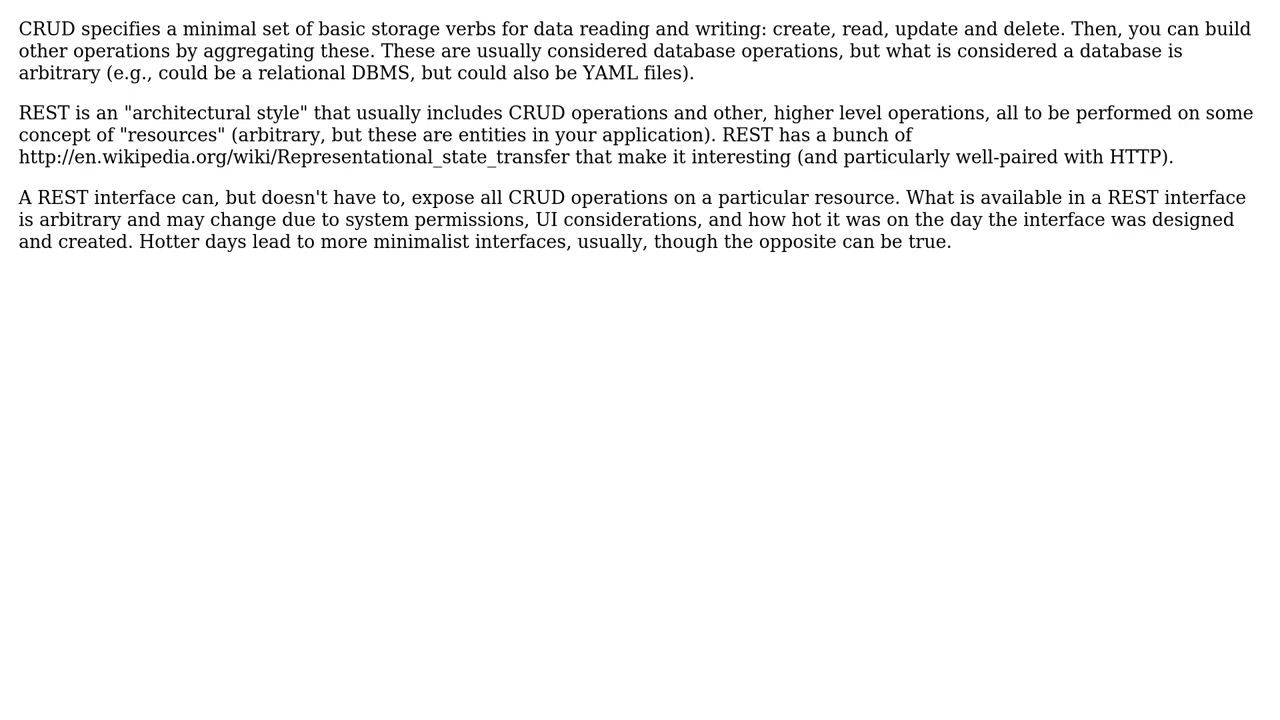 CRUD specifies a minimal set of basic storage verbs for data reading and writing: create, read, update and delete. Then, you can build
other operations by aggregating these. These are usually considered database operations, but what is considered a database is
arbitrary (e.g., could be a relational DBMS, but could also be YAML files).
REST is an "architectural style" that usually includes CRUD operations and other, higher level operations, all to be performed on some
concept of "resources" (arbitrary, but these are entities in your application). REST has a bunch of
http://en.wikipedia.org/wiki/Representational_state_transfer that make it interesting (and particularly well-paired with HTTP).
A REST interface can, but doesn't have to, expose all CRUD operations on a particular resource. What is available in a REST interface
is arbitrary and may change due to system permissions, UI considerations, and how hot it was on the day the interface was designed
and created. Hotter days lead to more minimalist interfaces, usually, though the opposite can be true.